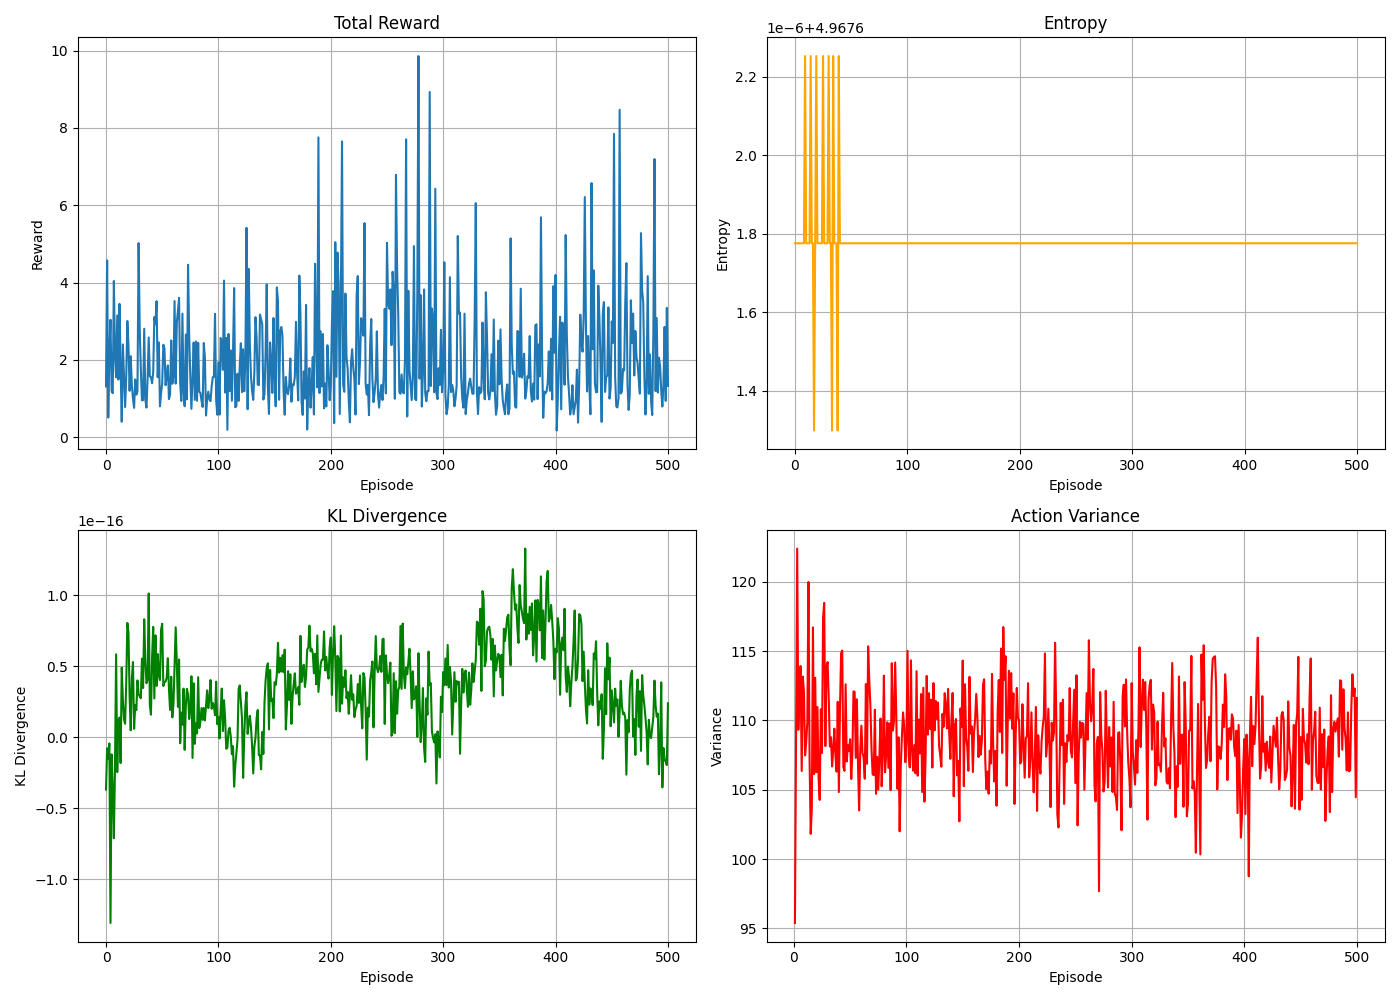 Total Reward
10
8
6
4
2
0
Reward
0 100 200 300 400 500
Episode
Entropy
1e−6+4.9676
2.2
2.0
1.8
1.6
1.4
Entropy
0 100 200 300 400 500
Episode
KL Divergence
1e−16
1.0
0.5
0.0
−0.5
−1.0
KL Divergence
0 100 200 300 400 500
Episode
Action Variance
120
115
110
105
100
95
Variance
0 100 200 300 400 500
Episode